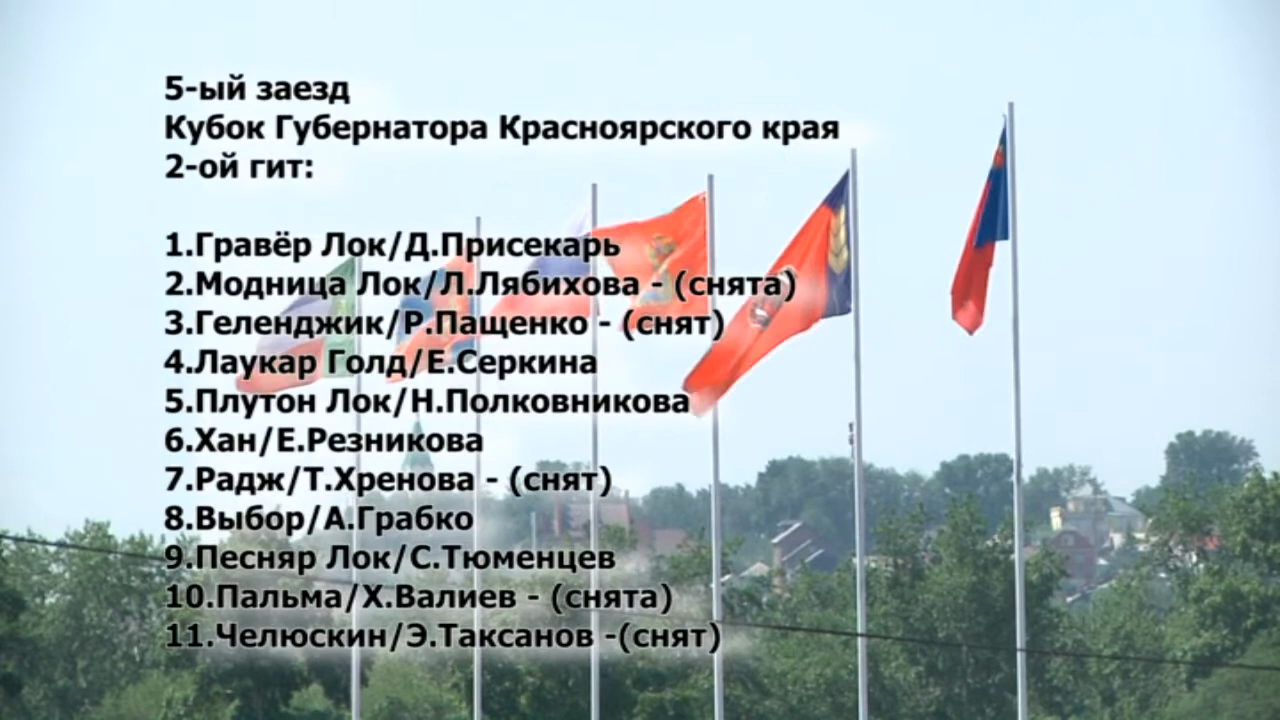 5-ый заезд
Кубок Губернатора Красноярского края
2-ой гит:
1.Гравёр Лок/Д.Присекарь
2.Модница Лок/Л.Лябихова - (снята)
3.Геленджик/Р.Пащенко - (снят)
4.Лаукар Голд/Е.Серкина
5.Плутон Лок/Н.Полковникова
6.Хан/Е.Резникова
7.Радж/Т.Хренова - (снят)
8.Выбор/А.Грабко
9.Песняр Лок/С.Тюменцев
10.Пальма/Х.Валиев - (снята)
11.Челюскин/Э.Таксанов -(снят)